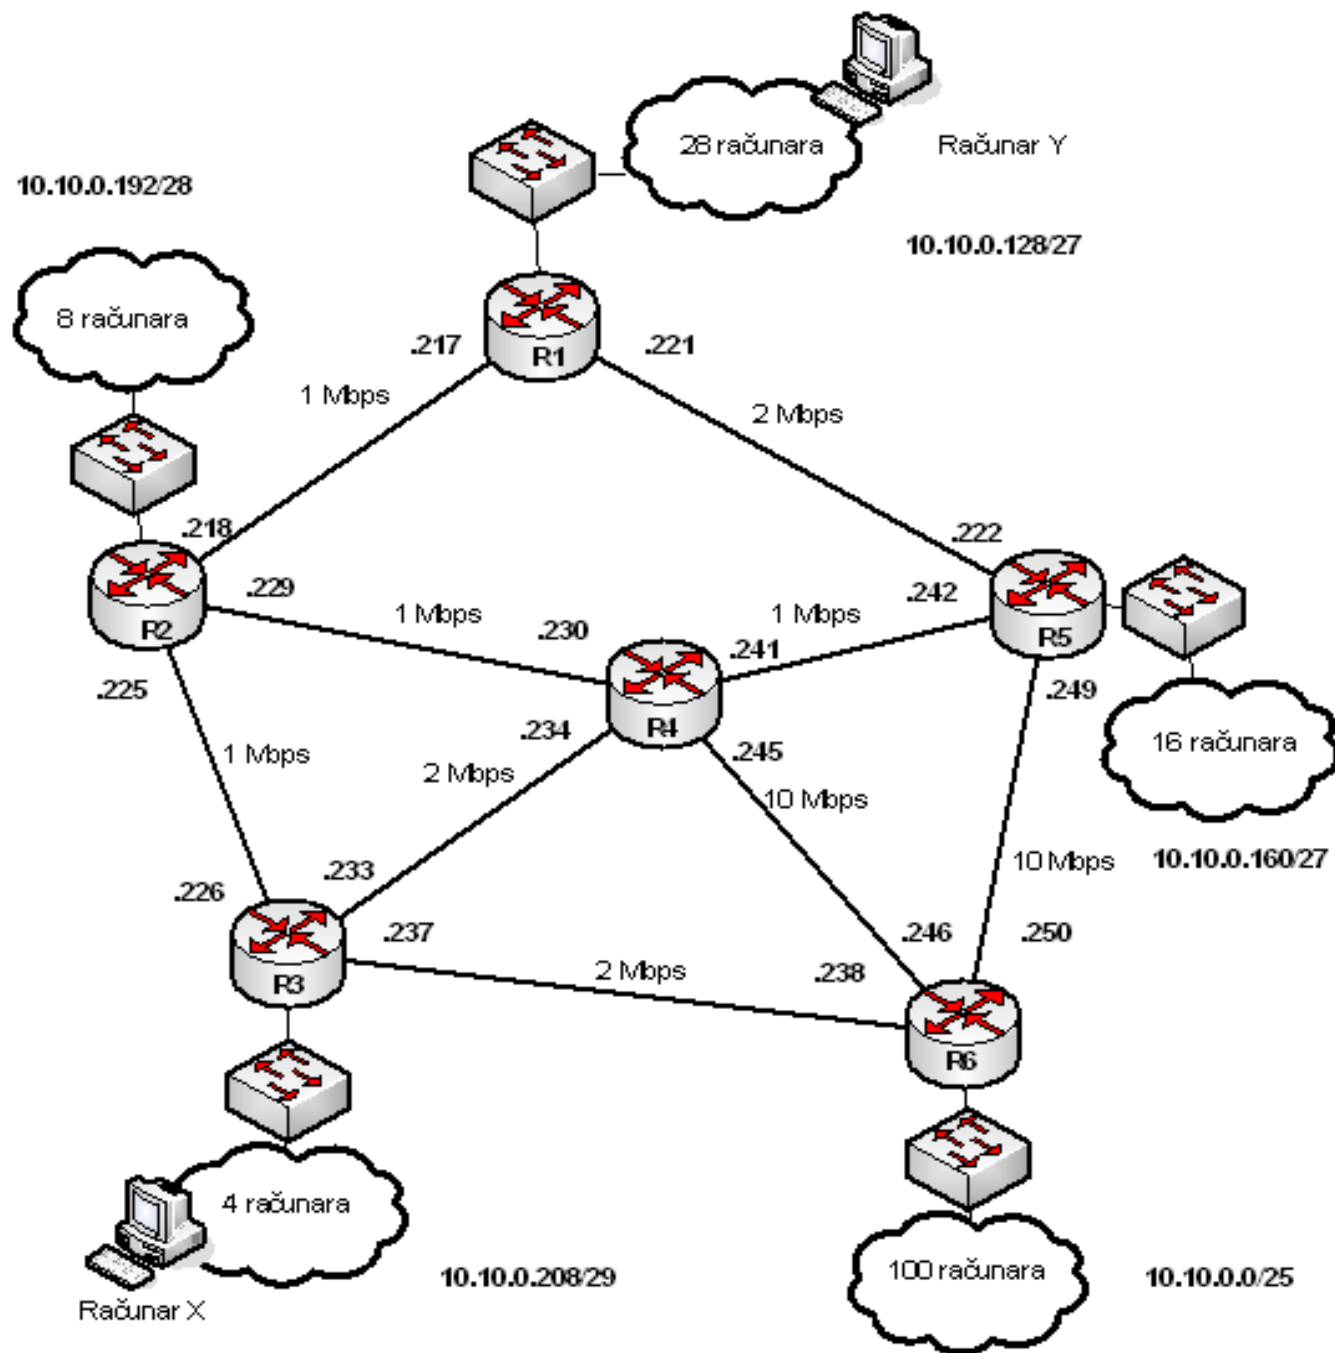 28 računara
Računar Y
10.10.0.192/28
10.10.0.128/27
8 računara
.217
R1
.221
1 Mbps
2 Mbps
.218
.222
.229
1 Mbps
.230
1 Mbps
.242
R2
.241
R5
.225
.249
R4
.234
.245
16 računara
1 Mbps
2 Mbps
10 Mbps
10 Mbps
10.10.0.160/27
.233
.226
.237
.246
.250
R3
2 Mbps
.238
R6
4 računara
10.10.0.208/29
100 računara
10.10.0.0/25
Računar X